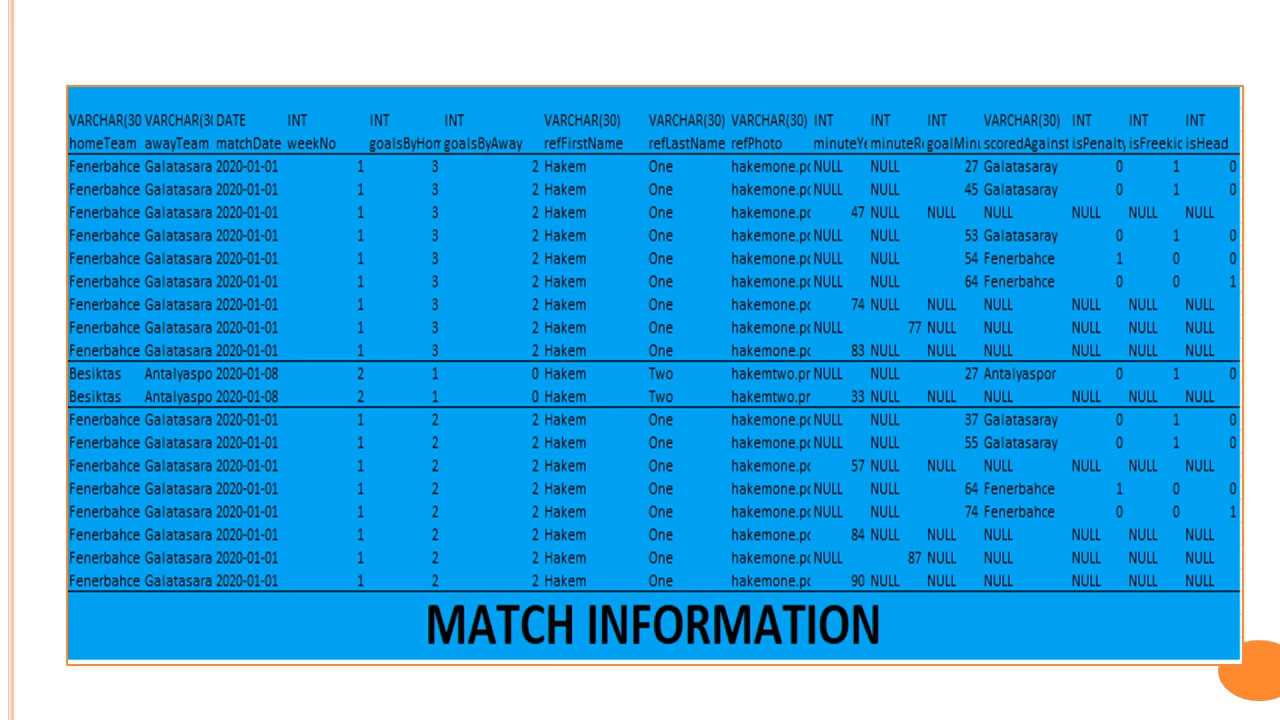 VARCHAR(30 VARCHAR(3( DATE INT INT INT VARCHAR(30) VARCHAR(30) VARCHAR(30) INT INT INT VARCHAR(30) INT INT INT
homeTeam awayTeam matchDate weekNo goalsByHon goalsByAway refFirstName refLastName refPhoto minuteYe minuteRe goalMinu scoredAgainst isPenalty isFreekic isHead
Fenerbahce Galatasara 2020-01-01 1 3 2 Hakem One hakemone.pc NULL NULL 27 Galatasaray 0 1 0
Fenerbahce Galatasara 2020-01-01 1 3 2 Hakem One hakemone.pc NULL NULL 45 Galatasaray 0 1 0
Fenerbahce Galatasara 2020-01-01 1 3 2 Hakem One hakemone.pc 47 NULL NULL NULL NULL NULL NULL
Fenerbahce Galatasara 2020-01-01 1 3 2 Hakem One hakemone.pc NULL NULL 53 Galatasaray 0 1 0
Fenerbahce Galatasara 2020-01-01 1 3 2 Hakem One hakemone.pc NULL NULL 54 Fenerbahce 1 0 0
Fenerbahce Galatasara 2020-01-01 1 3 2 Hakem One hakemone.pc NULL NULL 64 Fenerbahce 0 0 1
Fenerbahce Galatasara 2020-01-01 1 3 2 Hakem One hakemone.pc 74 NULL NULL NULL NULL NULL NULL
Fenerbahce Galatasara 2020-01-01 1 3 2 Hakem One hakemone.pc NULL 77 NULL NULL NULL NULL NULL
Fenerbahce Galatasara 2020-01-01 1 3 2 Hakem One hakemone.pc 83 NULL NULL NULL NULL NULL NULL
Besiktas Antalyaspo 2020-01-08 2 1 0 Hakem Two hakemtwo.pr NULL NULL 27 Antalyaspor 0 1 0
Besiktas Antalyaspo 2020-01-08 2 1 0 Hakem Two hakemtwo.pr 33 NULL NULL NULL NULL NULL NULL
Fenerbahce Galatasara 2020-01-01 1 2 2 Hakem One hakemone.pc NULL NULL 37 Galatasaray 0 1 0
Fenerbahce Galatasara 2020-01-01 1 2 2 Hakem One hakemone.pc NULL NULL 55 Galatasaray 0 1 0
Fenerbahce Galatasara 2020-01-01 1 2 2 Hakem One hakemone.pc 57 NULL NULL NULL NULL NULL NULL
Fenerbahce Galatasara 2020-01-01 1 2 2 Hakem One hakemone.pc NULL NULL 64 Fenerbahce 1 0 0
Fenerbahce Galatasara 2020-01-01 1 2 2 Hakem One hakemone.pc NULL NULL 74 Fenerbahce 0 0 1
Fenerbahce Galatasara 2020-01-01 1 2 2 Hakem One hakemone.pc 84 NULL NULL NULL NULL NULL NULL
Fenerbahce Galatasara 2020-01-01 1 2 2 Hakem One hakemone.pc NULL 87 NULL NULL NULL NULL NULL
Fenerbahce Galatasara 2020-01-01 1 2 2 Hakem One hakemone.pc 90 NULL NULL NULL NULL NULL NULL
MATCH INFORMATION